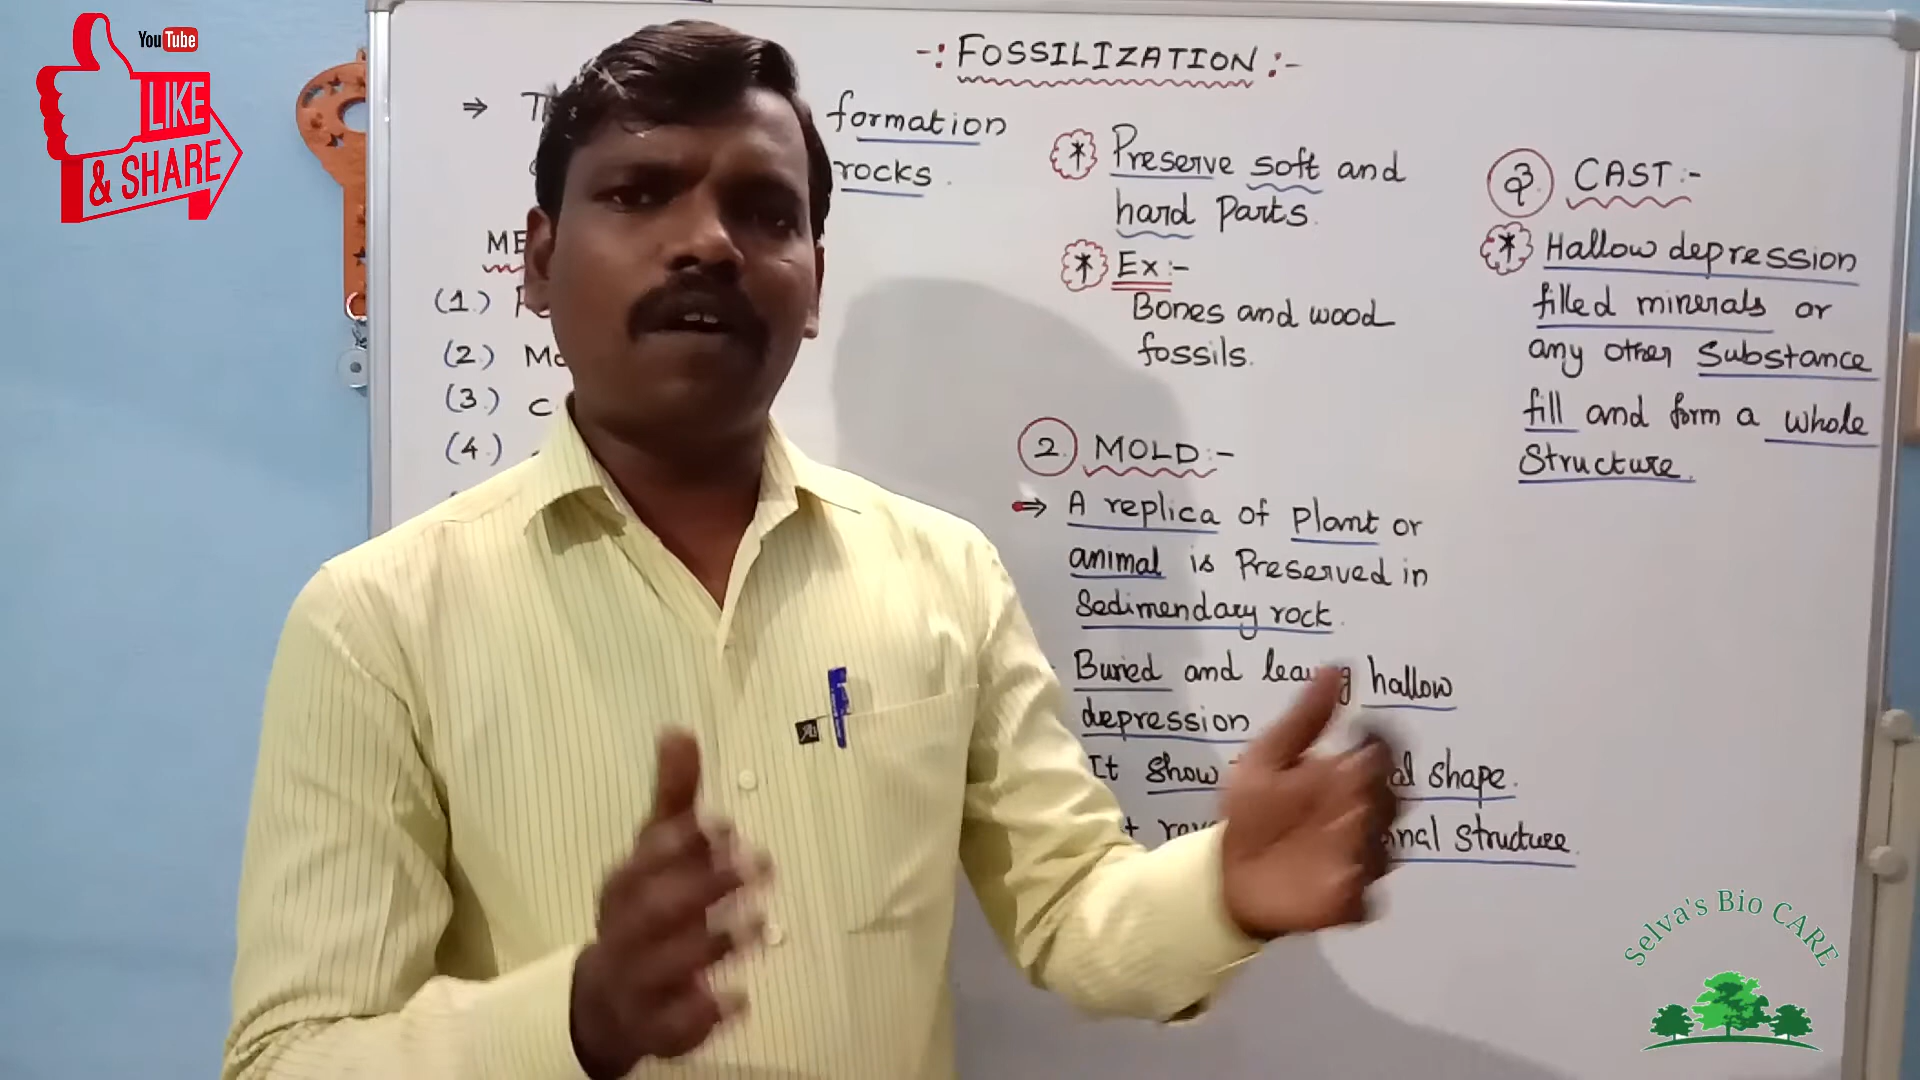 YouTube
LIKE
& SHARE
-: FOSSILIZATION :-
⇒ formation
rocks.
(1.)
(2.)
(3.)
(4.)
* Preserve soft and
hard Parts.
* Ex:-
Bones and wood
fossils.
2. MOLD:-
⇒ A replica of plant or
animal is Preserved in
Sedimendary rock.
Buried and hallow
depression
It show shape.
structure.
3. CAST:-
* Hallow depression
filled minerals or
any other Substance
fill and form a whole
Structure.
Selva's Bio CARE